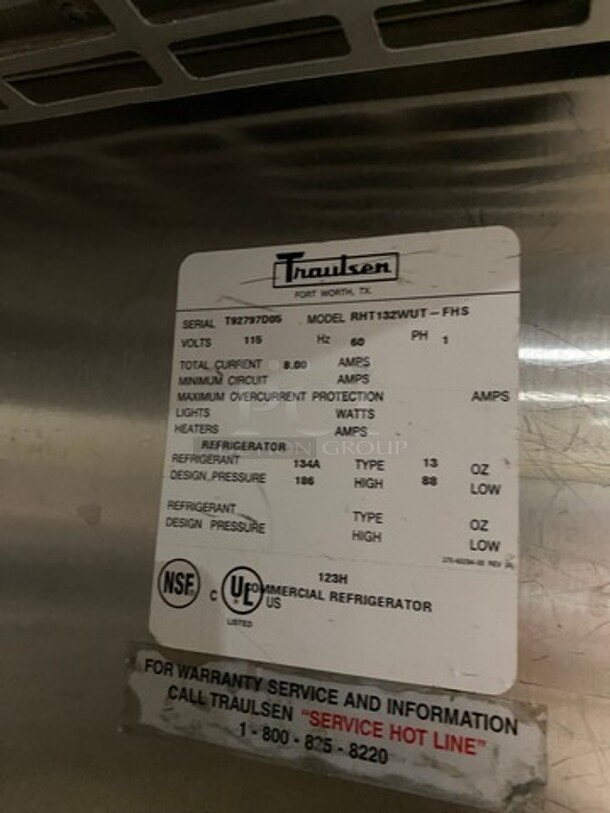 Traulsen
FORT WORTH, TX.
SERIAL T92797D05 MODEL RHT132WUT-FHS
VOLTS 115 Hz 60 PH 1
TOTAL CURRENT 8.00 AMPS
MINIMUM CIRCUIT AMPS
MAXIMUM OVERCURRENT PROTECTION AMPS
LIGHTS WATTS
HEATERS AMPS
REFRIGERATOR
REFRIGERANT 134A TYPE 13 OZ
DESIGN PRESSURE 186 HIGH 88 LOW
REFRIGERANT TYPE OZ
DESIGN PRESSURE HIGH LOW
123H
NSF C UL US COMMERCIAL REFRIGERATOR
LISTED
FOR WARRANTY SERVICE AND INFORMATION
CALL TRAULSEN "SERVICE HOT LINE"
1-800-825-8220
GROUP